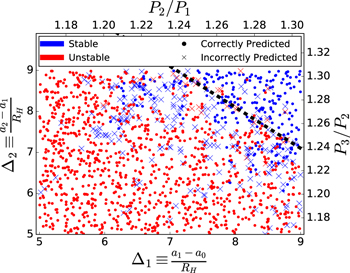 P₂/P₁
1.18 1.20 1.22 1.24 1.26 1.28 1.30
Stable
Unstable
Correctly Predicted
Incorrectly Predicted
9
8
7
6
5
Δ₂ ≡ (a₂ − a₁)/R_H
1.32
1.30
1.28
1.26
1.24
1.22
1.20
1.18
P₃/P₂
5 6 7 8 9
Δ₁ ≡ (a₁ − a₀)/R_H